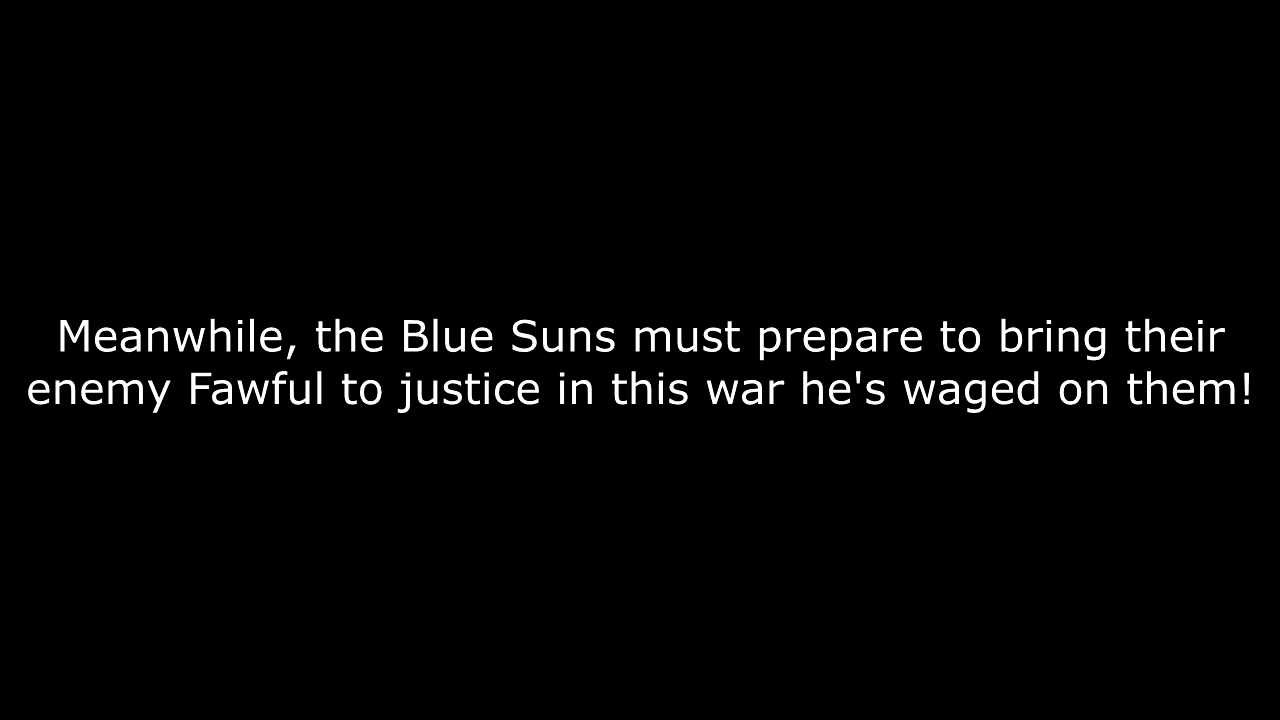 Meanwhile, the Blue Suns must prepare to bring their
enemy Fawful to justice in this war he's waged on them!